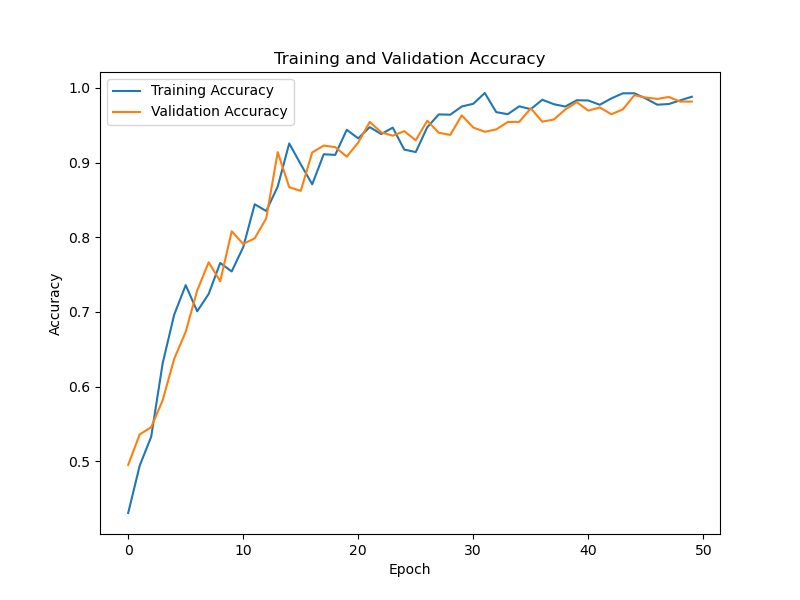 Training and Validation Accuracy
Training Accuracy
Validation Accuracy
1.0
0.9
0.8
0.7
0.6
0.5
Accuracy
0 10 20 30 40 50
Epoch